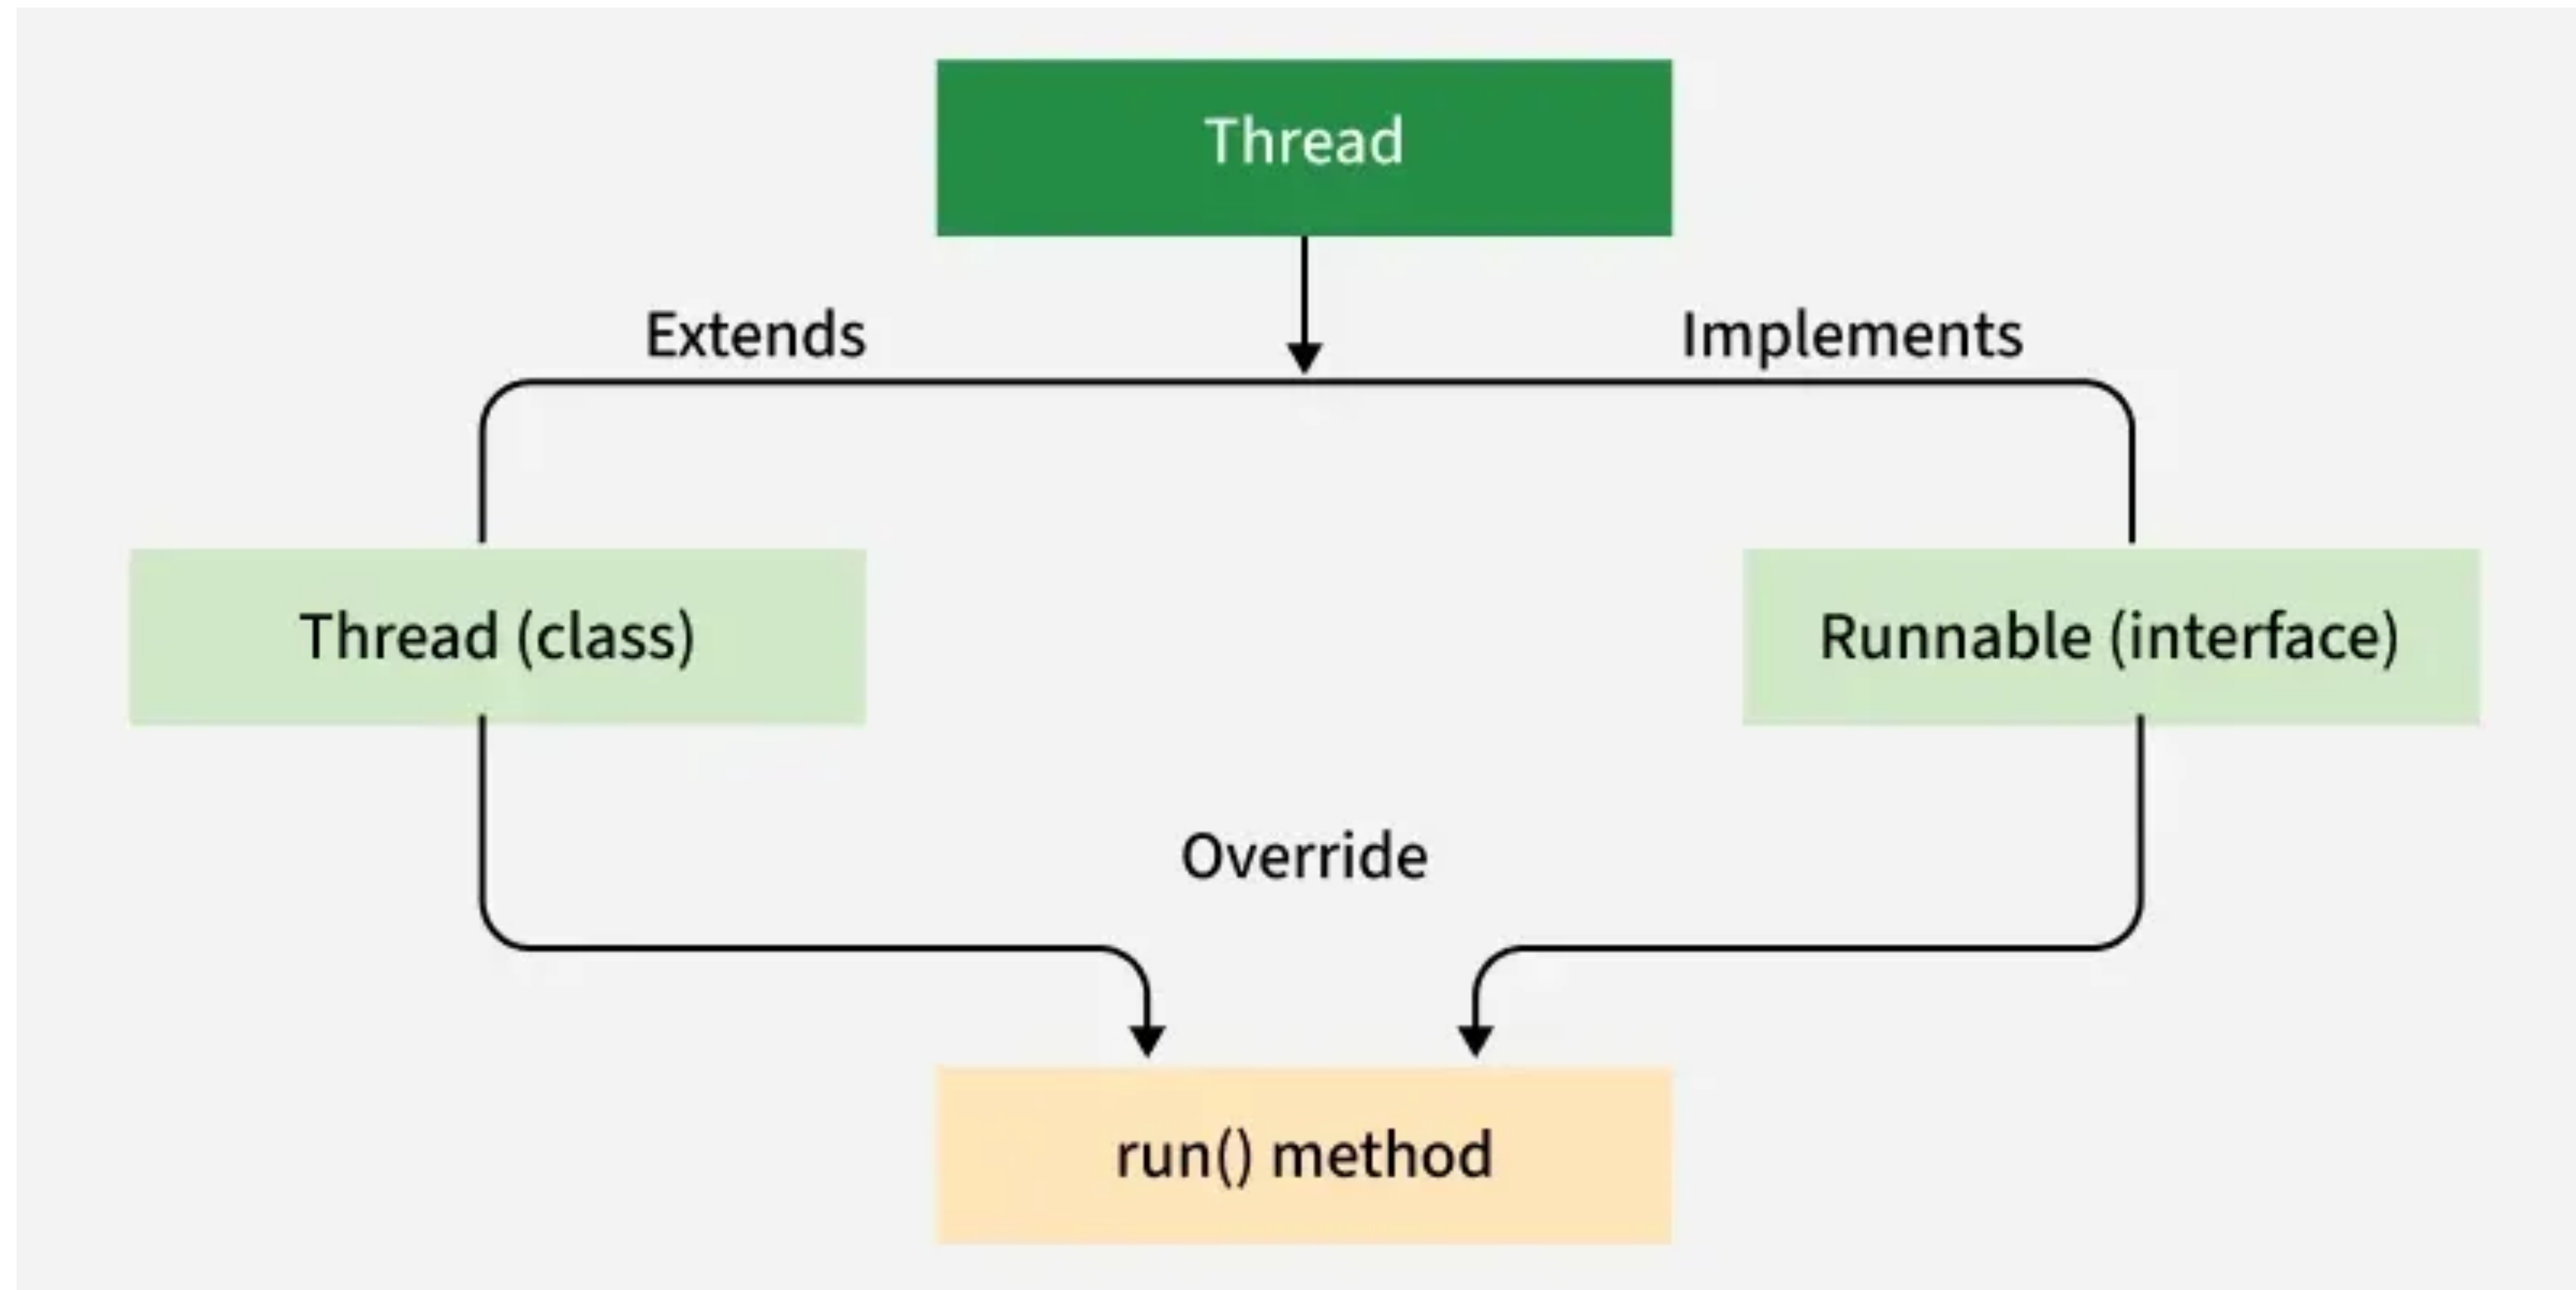 Thread
Extends
Implements
Thread (class)
Runnable (interface)
Override
run() method